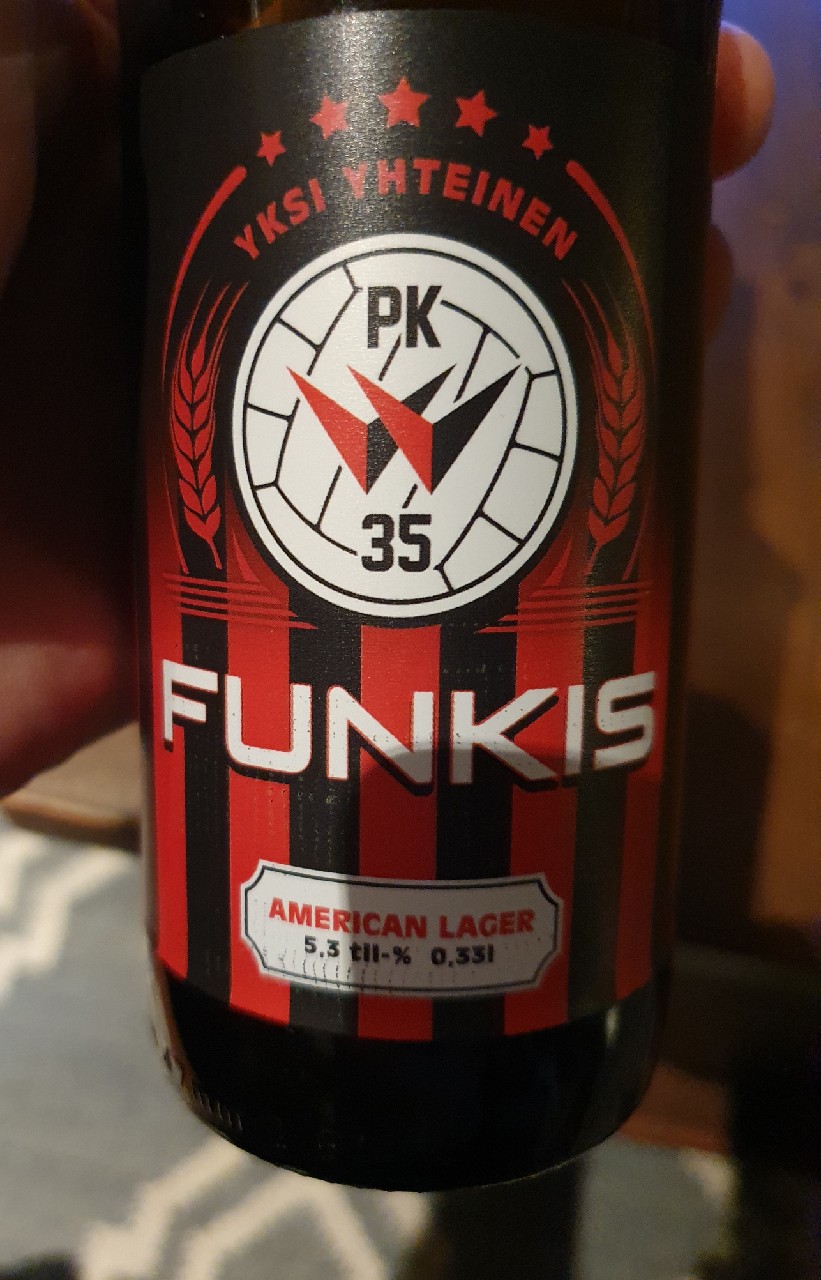 YKSI YHTEINEN
PK
35
FUNKIS
AMERICAN LAGER
5.3 til-% 0.33l